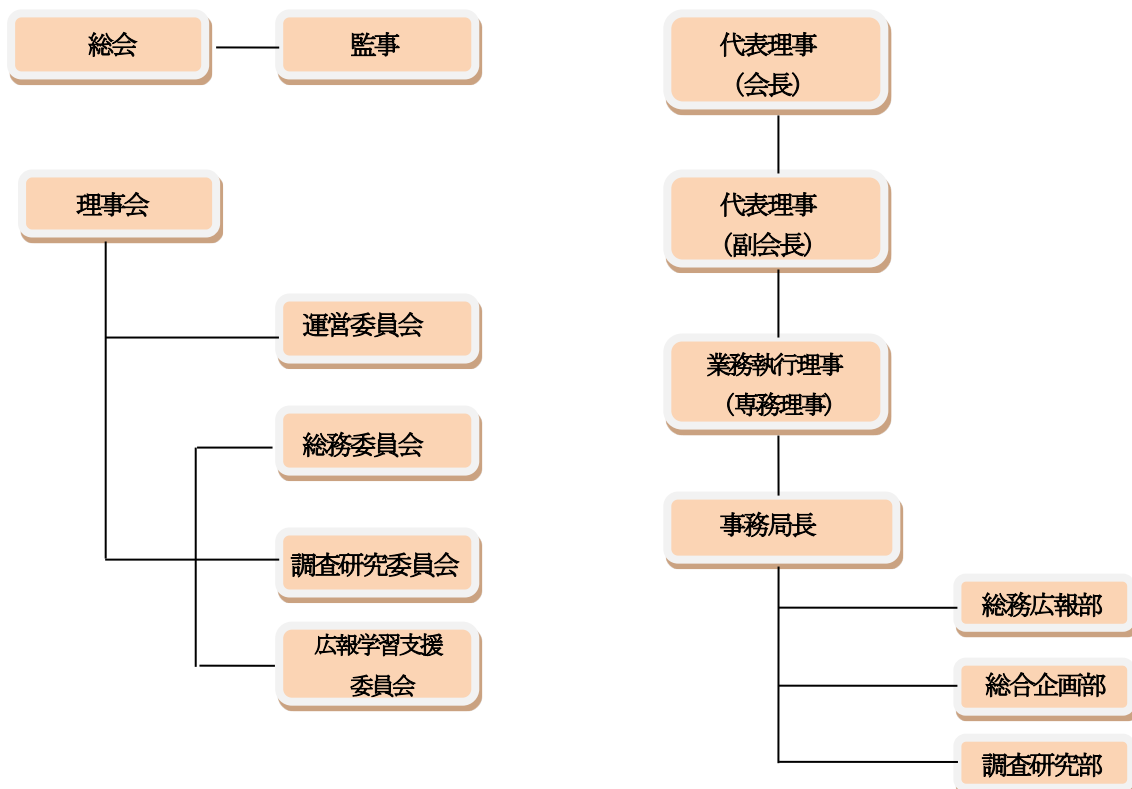 総会
監事
理事会
運営委員会
総務委員会
調査研究委員会
広報学習支援
委員会
代表理事
（会長）
代表理事
（副会長）
業務執行理事
（専務理事）
事務局長
総務広報部
総合企画部
調査研究部